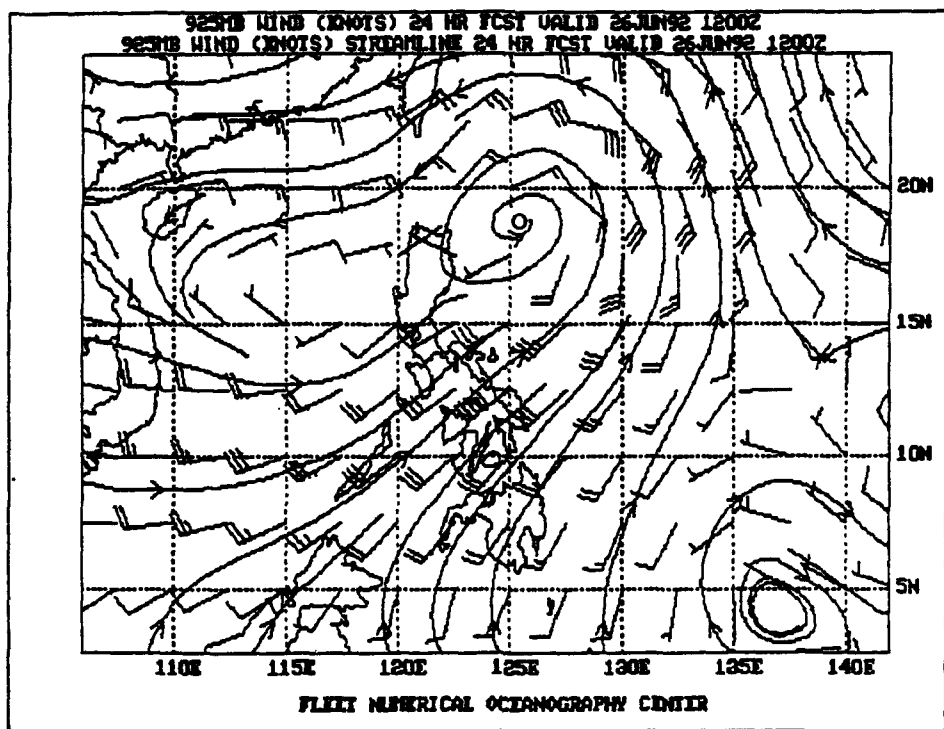 925MB WIND (KNOTS) 24 HR FCST VALID 26JUN92 1200Z
925MB WIND (KNOTS) STREAMLINE 24 HR FCST VALID 26JUN92 1200Z
20N
15N
10N
5N
110E 115E 120E 125E 130E 135E 140E
FLEET NUMERICAL OCEANOGRAPHY CENTER